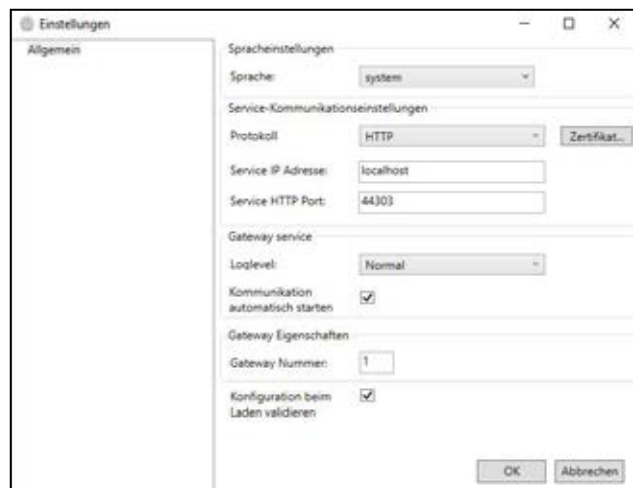 Einstellungen
Allgemein
Spracheinstellungen
Sprache: system
Service-Kommunikationseinstellungen
Protokoll HTTP Zertifikat...
Service IP Adresse: localhost
Service HTTP Port: 44303
Gateway service
Loglevel: Normal
Kommunikation
automatisch starten
Gateway Eigenschaften
Gateway Nummer: 1
Konfiguration beim
Laden validieren
OK Abbrechen